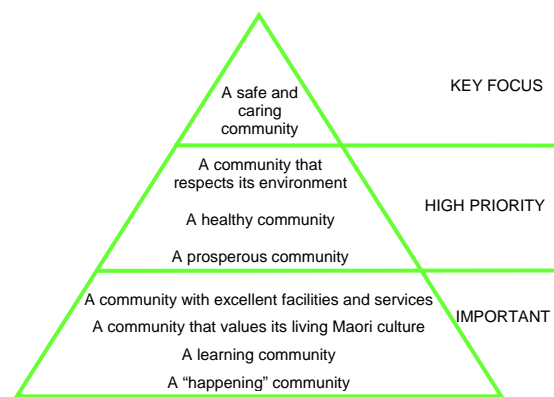 A safe and
caring
community
KEY FOCUS
A community that
respects its environment
A healthy community
A prosperous community
HIGH PRIORITY
A community with excellent facilities and services
A community that values its living Maori culture
A learning community
A “happening” community
IMPORTANT